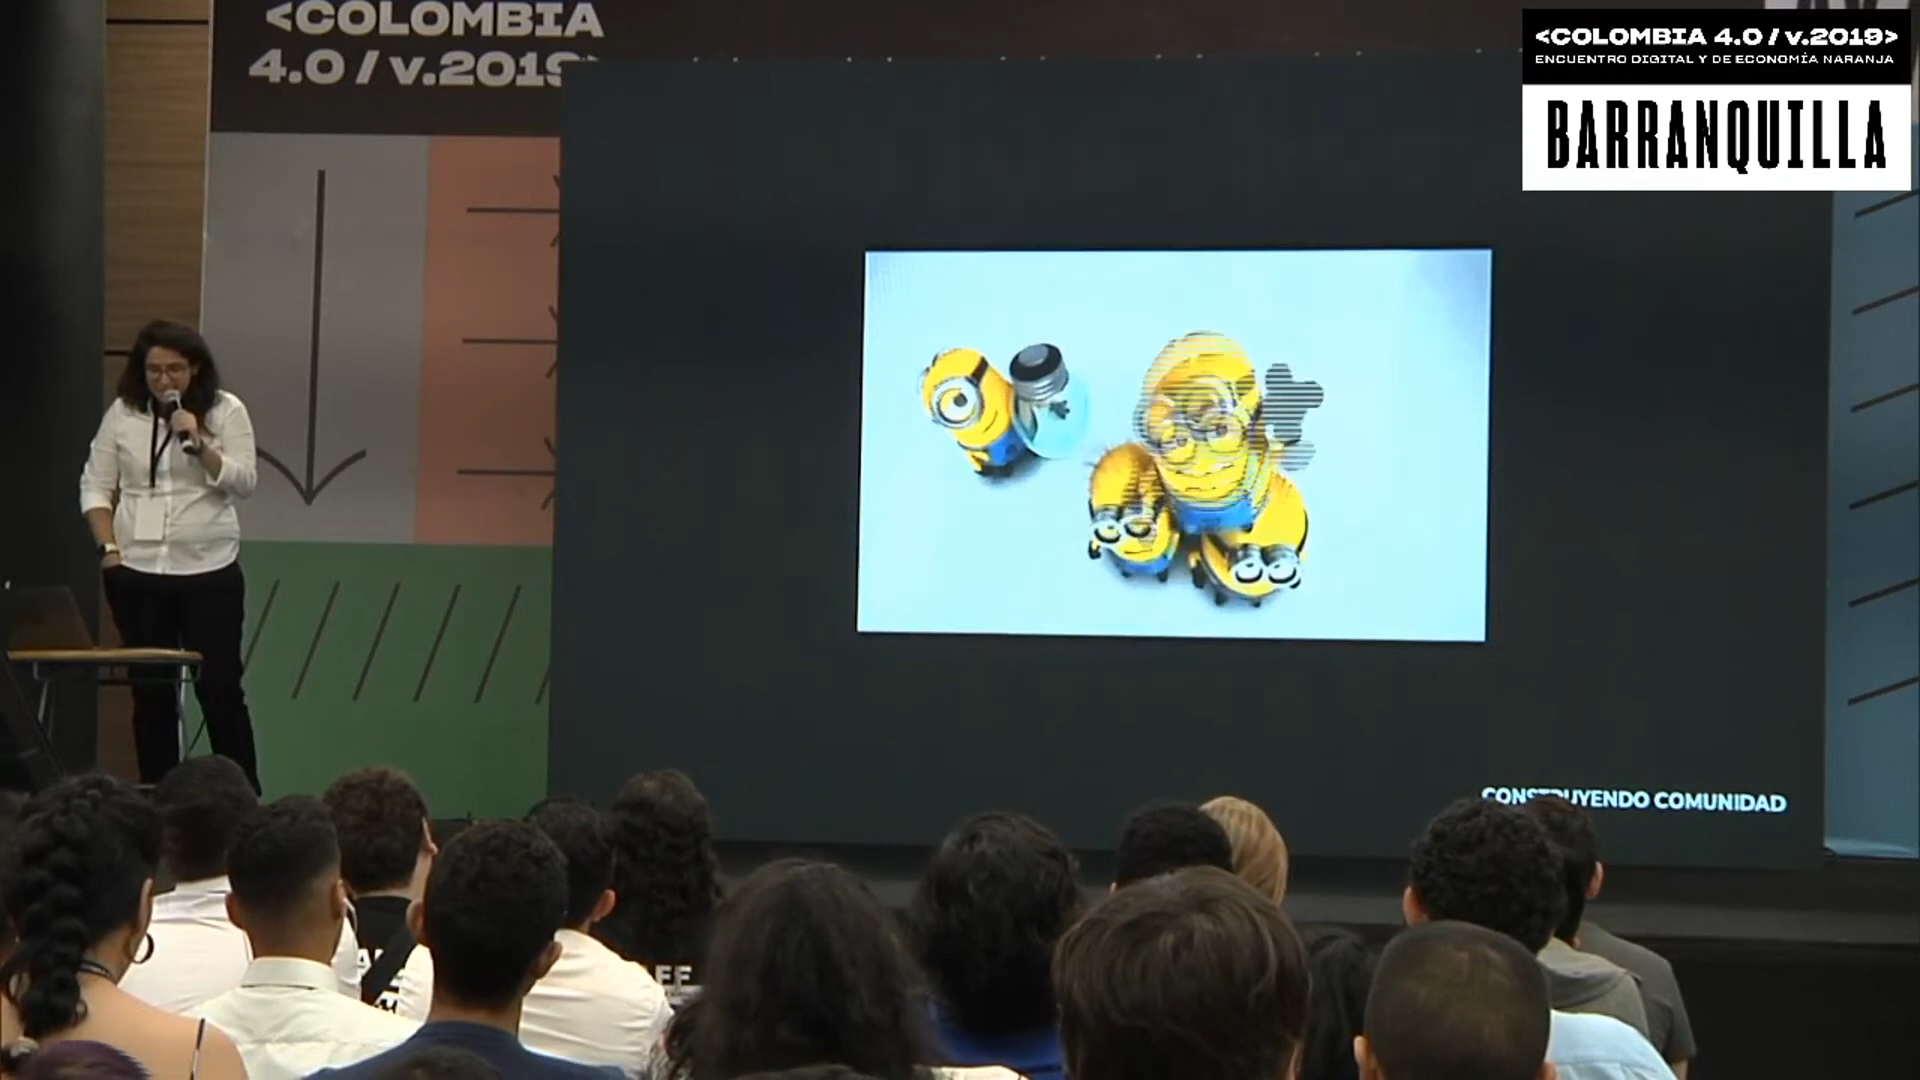 <COLOMBIA
4.0 / v.2019>
<COLOMBIA 4.0 / v.2019>
ENCUENTRO DIGITAL Y DE ECONOMÍA NARANJA
BARRANQUILLA
CONSTRUYENDO COMUNIDAD